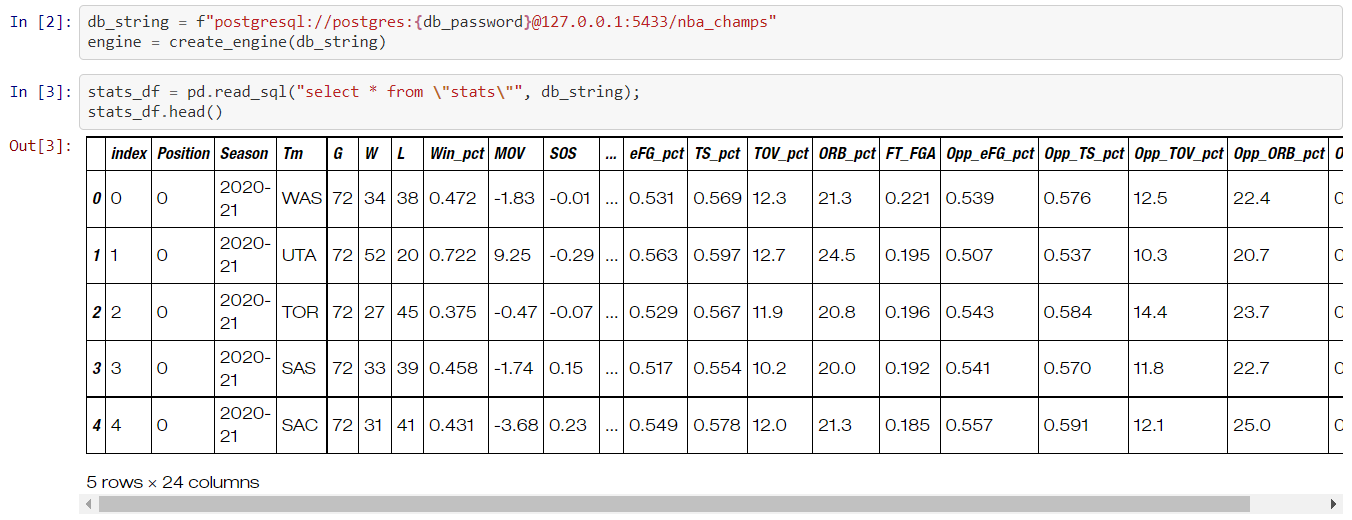 In [2]: db_string = f"postgresql://postgres:{db_password}@127.0.0.1:5433/nba_champs"
engine = create_engine(db_string)
In [3]: stats_df = pd.read_sql("select * from \"stats\"", db_string);
stats_df.head()
Out[3]:
index Position Season Tm G W L Win_pct MOV SOS ... eFG_pct TS_pct TOV_pct ORB_pct FT_FGA Opp_eFG_pct Opp_TS_pct Opp_TOV_pct Opp_ORB_pct
0 0 0 2020-21 WAS 72 34 38 0.472 -1.83 -0.01 ... 0.531 0.569 12.3 21.3 0.221 0.539 0.576 12.5 22.4
1 1 0 2020-21 UTA 72 52 20 0.722 9.25 -0.29 ... 0.563 0.597 12.7 24.5 0.195 0.507 0.537 10.3 20.7
2 2 0 2020-21 TOR 72 27 45 0.375 -0.47 -0.07 ... 0.529 0.567 11.9 20.8 0.196 0.543 0.584 14.4 23.7
3 3 0 2020-21 SAS 72 33 39 0.458 -1.74 0.15 ... 0.517 0.554 10.2 20.0 0.192 0.541 0.570 11.8 22.7
4 4 0 2020-21 SAC 72 31 41 0.431 -3.68 0.23 ... 0.549 0.578 12.0 21.3 0.185 0.557 0.591 12.1 25.0
5 rows × 24 columns